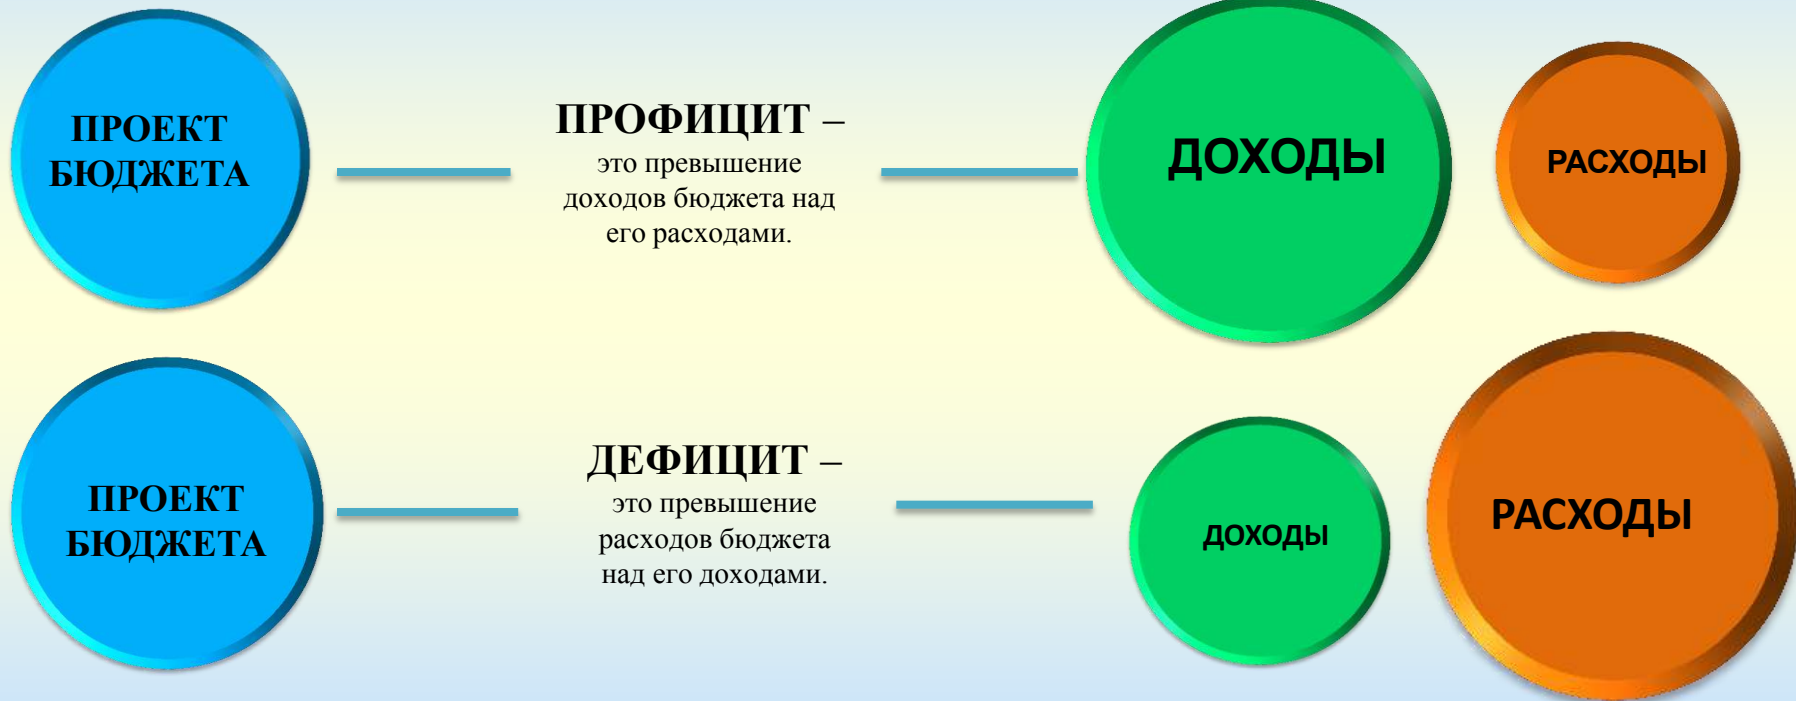 ПРОЕКТ
БЮДЖЕТА
ПРОФИЦИТ –
это превышение
доходов бюджета над
его расходами.
ДОХОДЫ
РАСХОДЫ
ПРОЕКТ
БЮДЖЕТА
ДЕФИЦИТ –
это превышение
расходов бюджета
над его доходами.
ДОХОДЫ
РАСХОДЫ